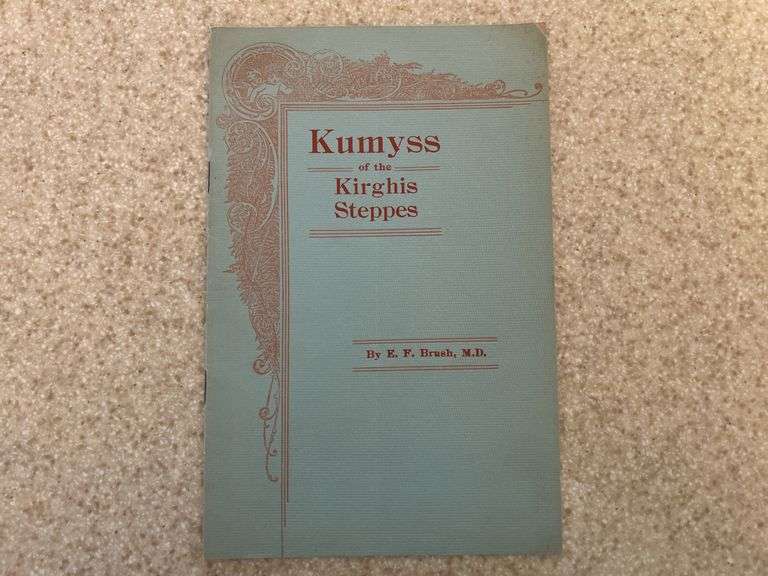 Kumyss
of the
Kirghis
Steppes
By E. F. Brush, M.D.